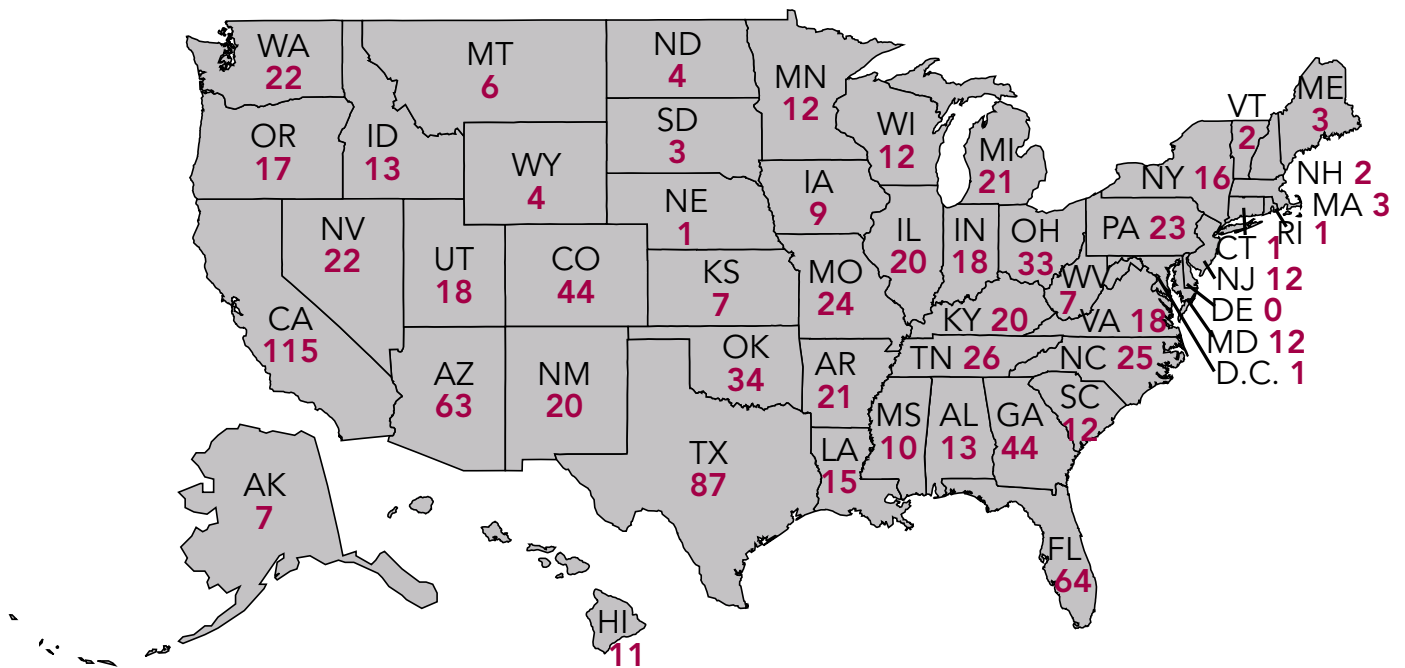 WA
22
MT
6
ND
4
MN
12
OR
17
ID
13
WY
4
SD
3
WI
12
MI
21
VT
2
ME
3
NY 16
NH 2
MA 3
RI 1
CT 1
NJ 12
DE 0
MD 12
D.C. 1
NV
22
UT
18
CO
44
NE
1
IA
9
IL
20
IN
18
OH
33
PA 23
WV
7
VA 18
CA
115
KS
7
MO
24
KY 20
AZ
63
NM
20
OK
34
AR
21
TN 26
NC 25
SC
12
TX
87
LA
15
MS
10
AL
13
GA
44
FL
64
AK
7
HI
11